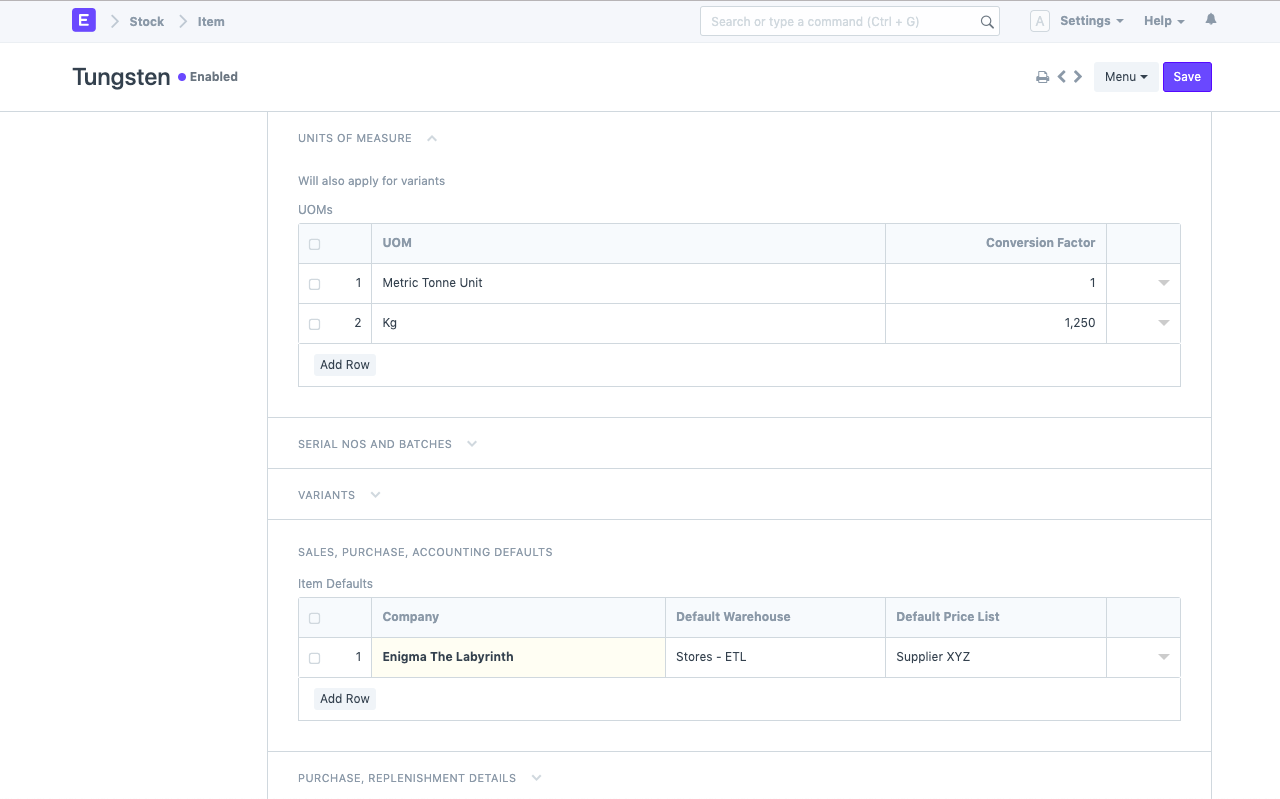 E Stock Item Search or type a command (Ctrl + G) A Settings Help
Tungsten Enabled Menu Save
UNITS OF MEASURE
Will also apply for variants
UOMs
UOM Conversion Factor
1 Metric Tonne Unit 1
2 Kg 1,250
Add Row
SERIAL NOS AND BATCHES
VARIANTS
SALES, PURCHASE, ACCOUNTING DEFAULTS
Item Defaults
Company Default Warehouse Default Price List
1 Enigma The Labyrinth Stores - ETL Supplier XYZ
Add Row
PURCHASE, REPLENISHMENT DETAILS